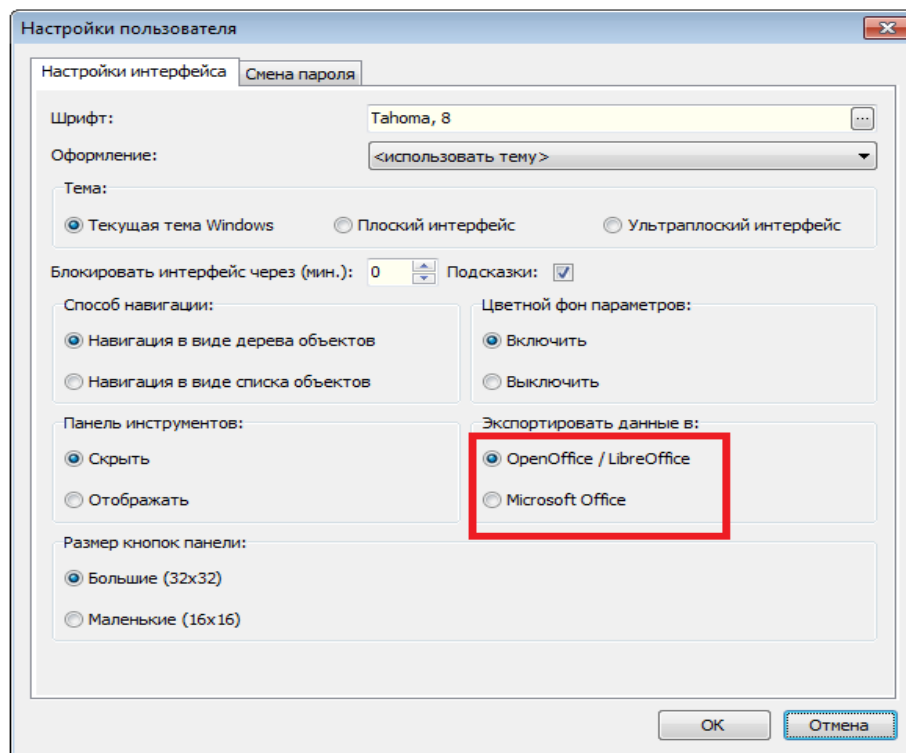 Настройки пользователя
Настройки интерфейса Смена пароля
Шрифт: Tahoma, 8 ...
Оформление: <использовать тему>
Тема:
Текущая тема Windows Плоский интерфейс Ультраплоский интерфейс
Блокировать интерфейс через (мин.): 0 Подсказки:
Способ навигации: Цветной фон параметров:
Навигация в виде дерева объектов Включить
Навигация в виде списка объектов Выключить
Панель инструментов: Экспортировать данные в:
Скрыть OpenOffice / LibreOffice
Отображать Microsoft Office
Размер кнопок панели:
Большие (32x32)
Маленькие (16x16)
OK Отмена